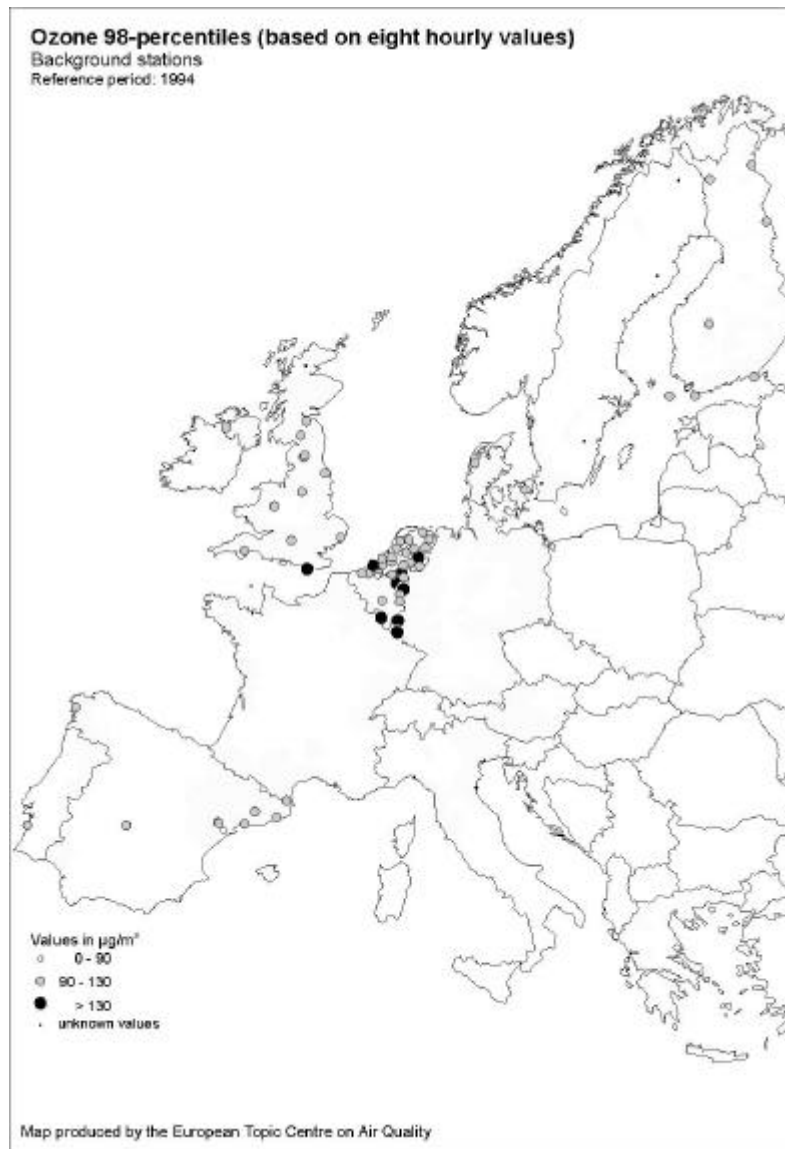 Ozone 98-percentiles (based on eight hourly values)
Background stations
Reference period: 1994
Values in µg/m³
0 - 90
90 - 130
> 130
unknown values
Map produced by the European Topic Centre on Air Quality